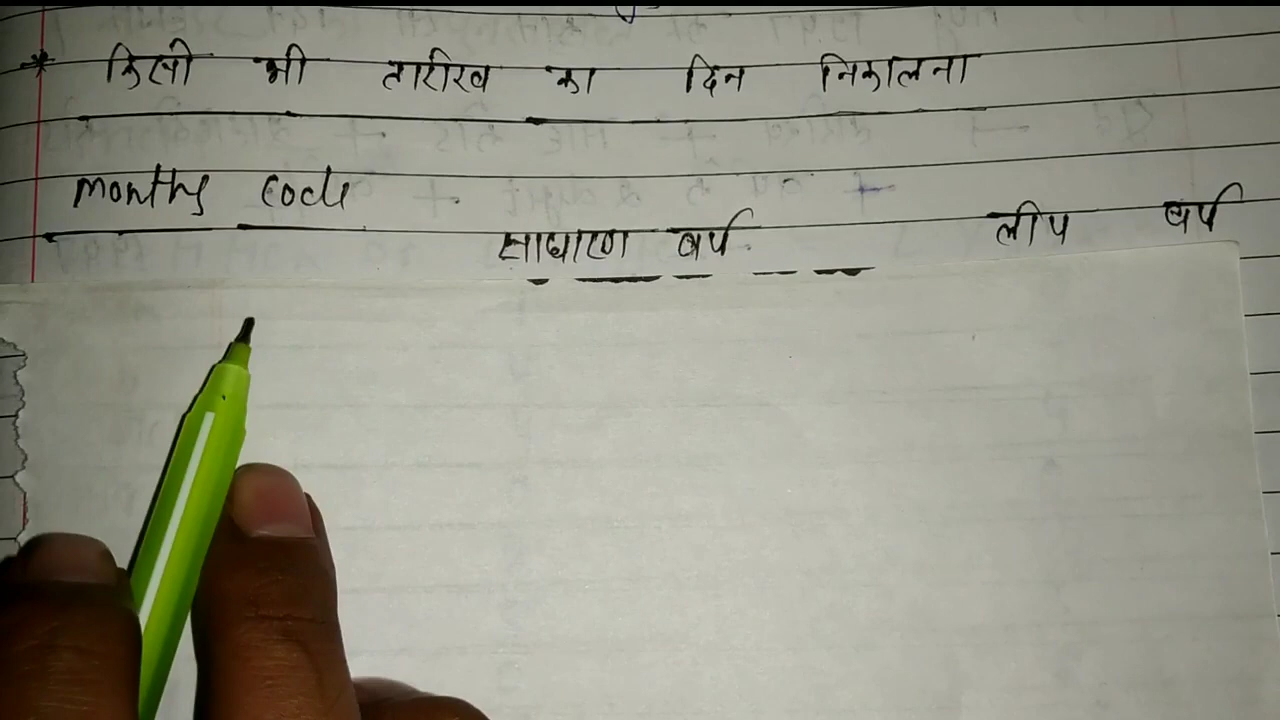 * किसी भी तारीख का दिन निकालना
months code
साधारण वर्ष लीप वर्ष